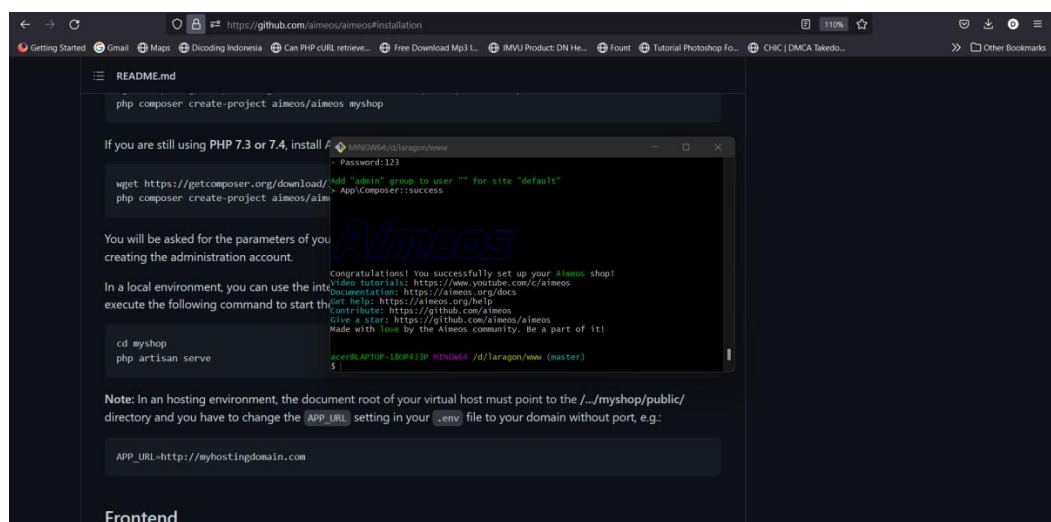 https://github.com/aimeos/aimeos#installation
110%
Getting Started
Gmail
Maps
Dicoding Indonesia
Can PHP cURL retrieve...
Free Download Mp3 l...
IMVU Product: DN He...
Fount
Tutorial Photoshop Fo...
CHIC | DMCA Takedo...
Other Bookmarks
README.md
php composer create-project aimeos/aimeos myshop
If you are still using PHP 7.3 or 7.4, install A
wget https://getcomposer.org/download/
php composer create-project aimeos/aim
You will be asked for the parameters of you
creating the administration account.
In a local environment, you can use the inte
execute the following command to start the
cd myshop
php artisan serve
MINGW64:/d/laragon/www
- Password:123
Add "admin" group to user "" for site "default"
> App\Composer::success
Aimeos
Congratulations! You successfully set up your Aimeos shop!
Video tutorials: https://www.youtube.com/c/aimeos
Documentation: https://aimeos.org/docs
Get help: https://aimeos.org/help
Contribute: https://github.com/aimeos
Give a star: https://github.com/aimeos/aimeos
Made with love by the Aimeos community. Be a part of it!
MINGW64 /d/laragon/www (master)
$
Note: In an hosting environment, the document root of your virtual host must point to the /.../myshop/public/
directory and you have to change the APP_URL setting in your .env file to your domain without port, e.g.:
APP_URL=http://myhostingdomain.com
Frontend